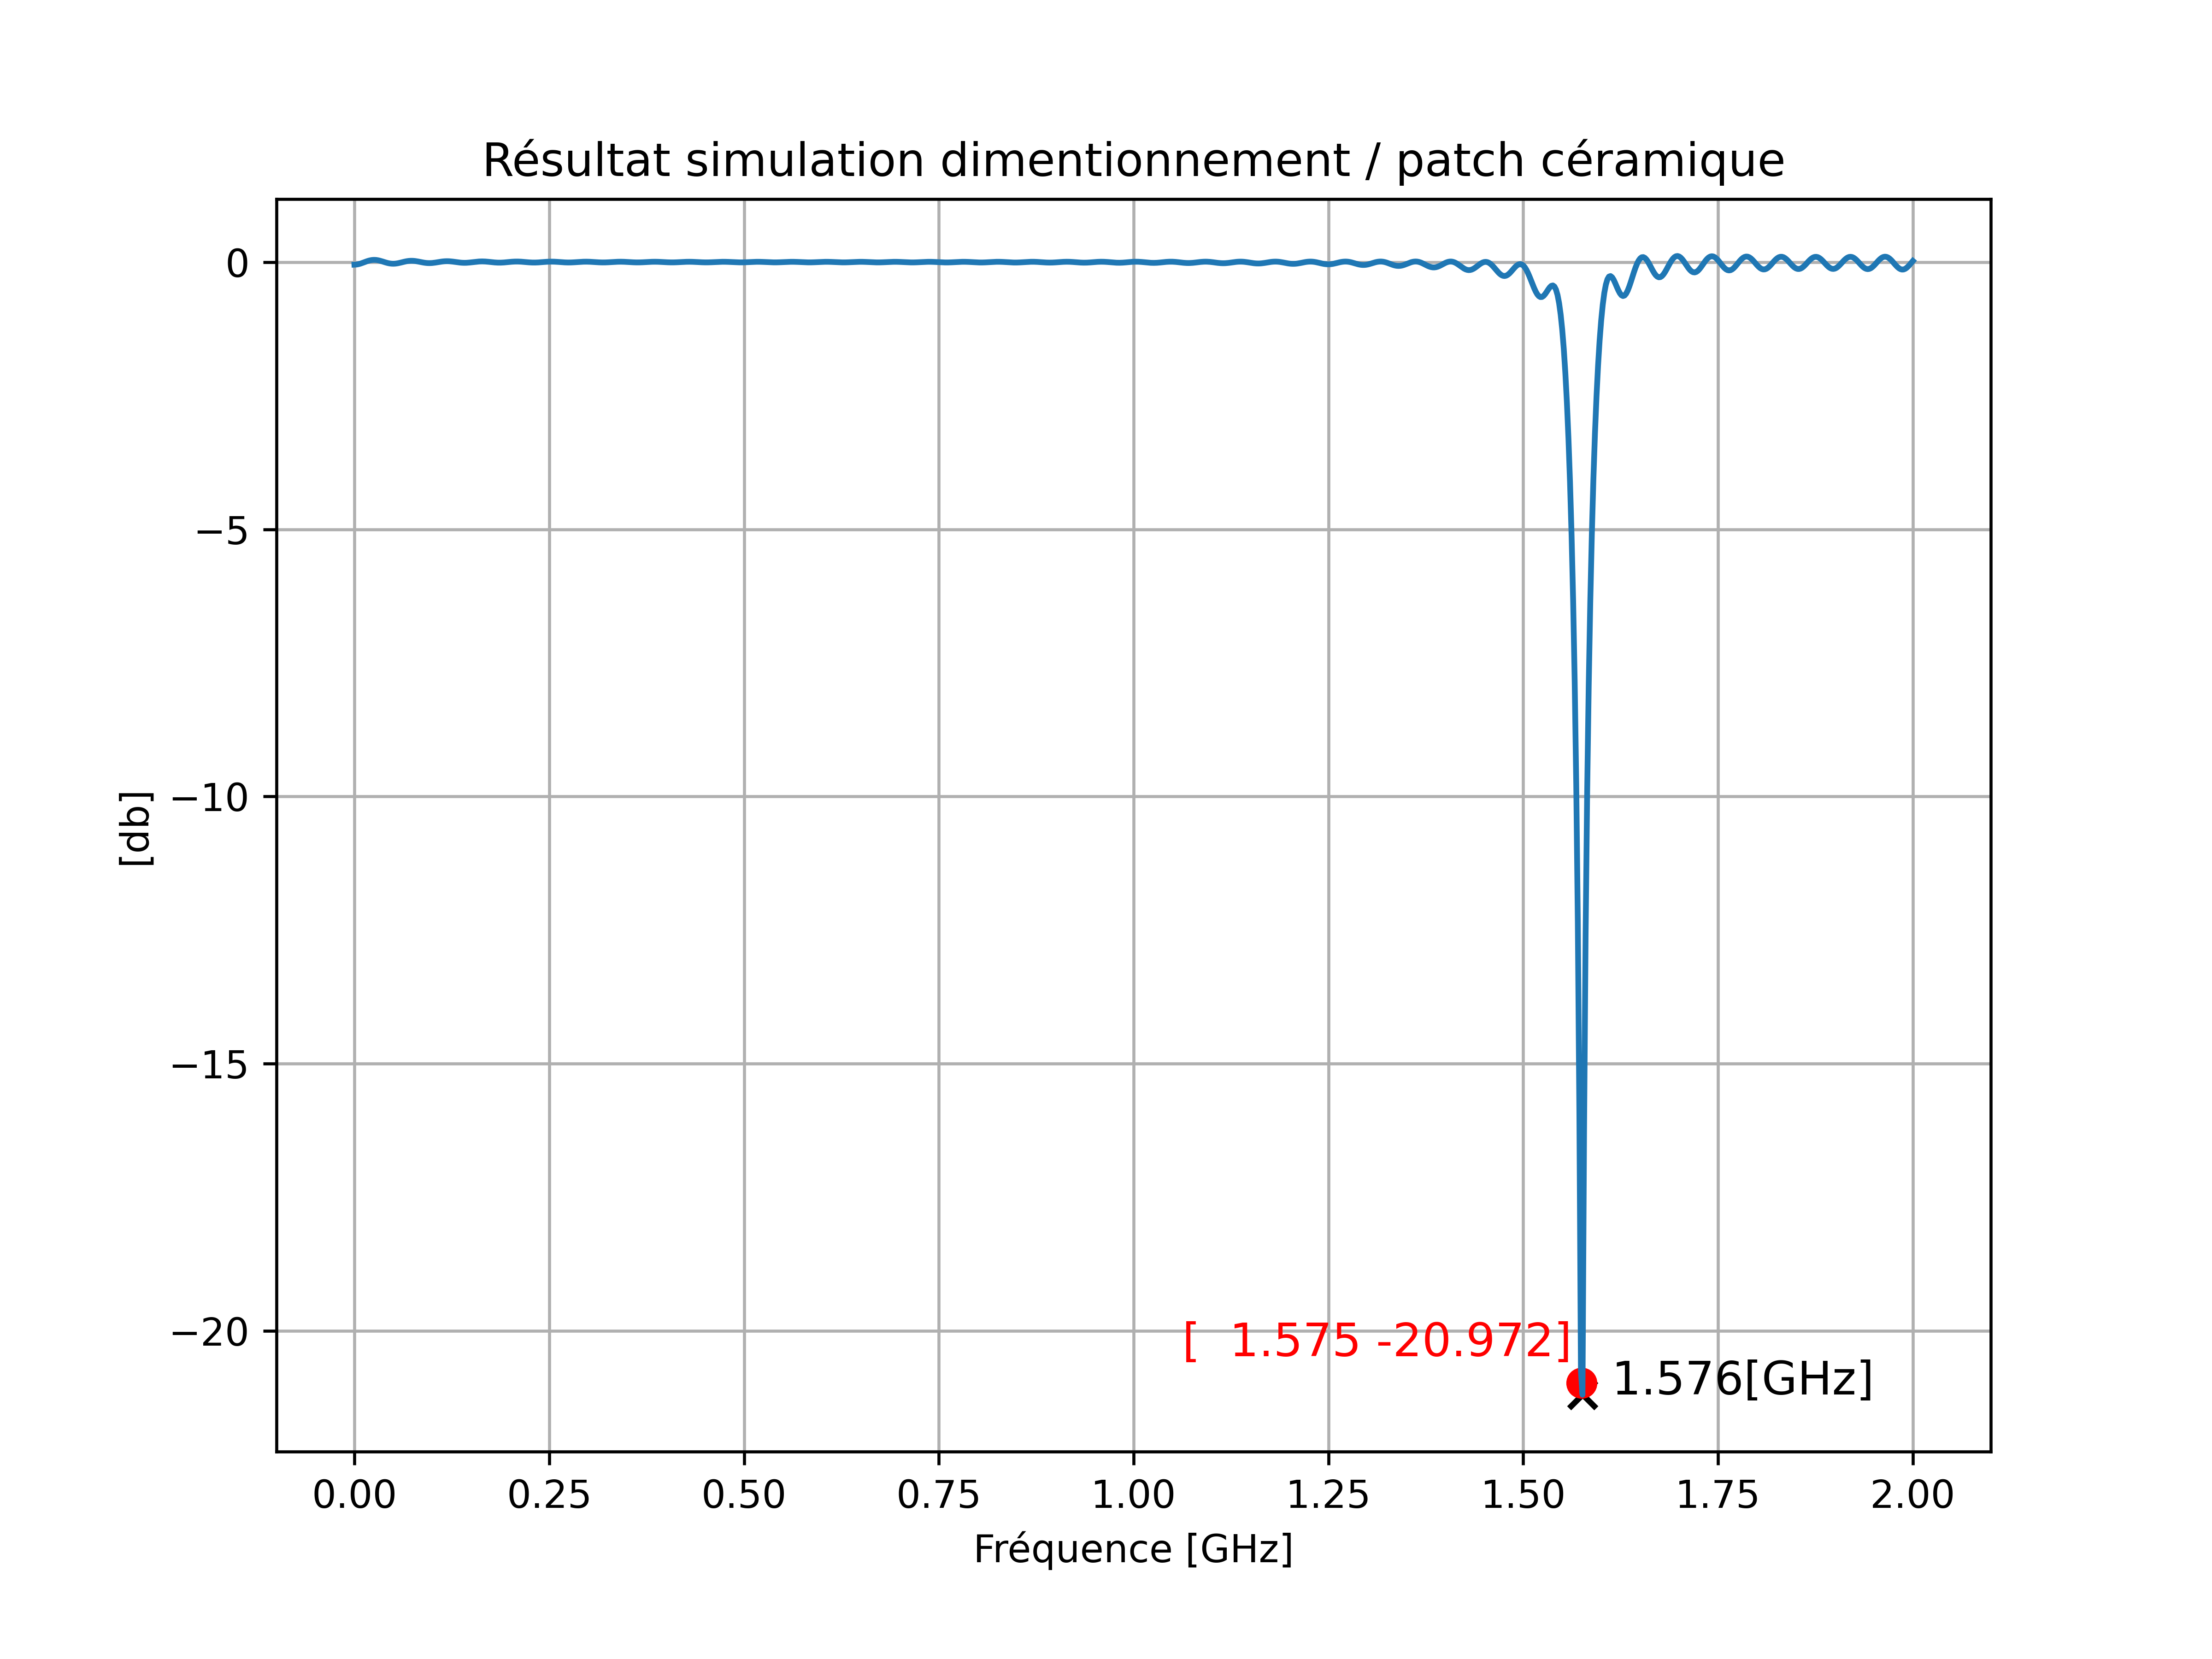 Résultat simulation dimentionnement / patch céramique
0
−5
−10
−15
−20
[db]
[  1.575 -20.972]
1.576[GHz]
0.00 0.25 0.50 0.75 1.00 1.25 1.50 1.75 2.00
Fréquence [GHz]